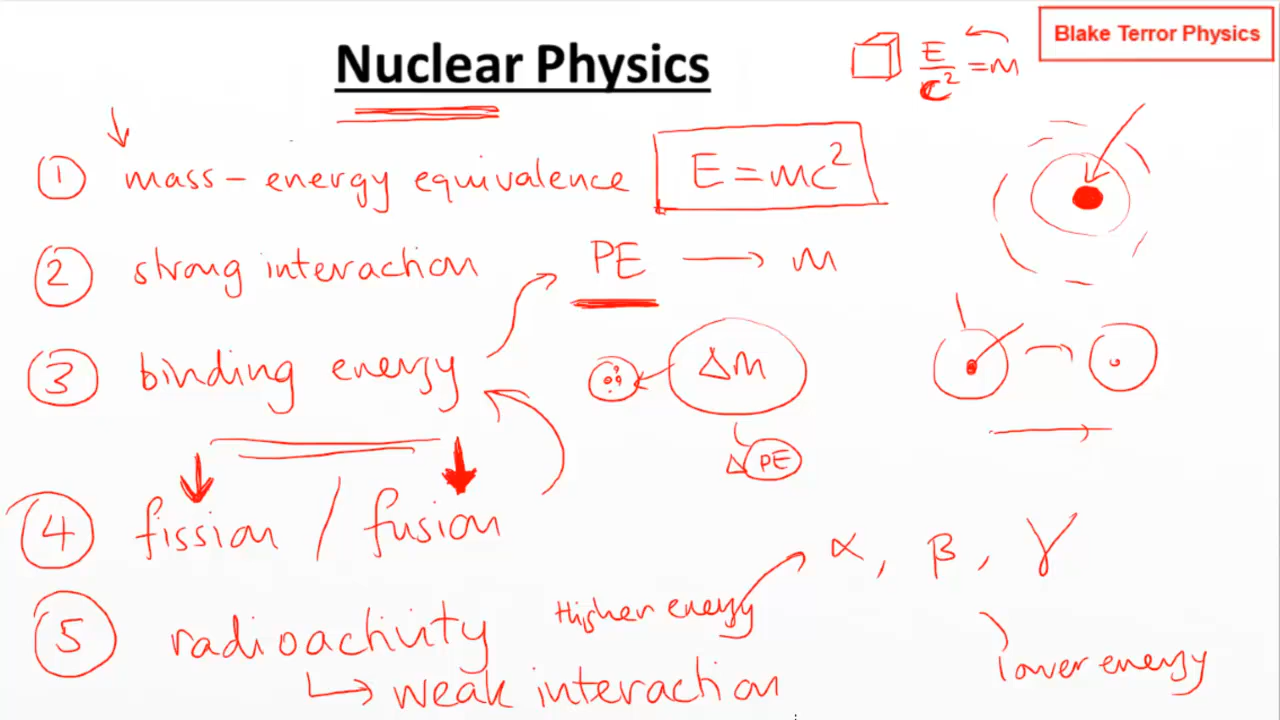 Nuclear Physics
E/c² = m
Blake Terror Physics
① mass – energy equivalence E = mc²
② strong interaction PE → m
③ binding energy Δm
ΔPE
④ fission / fusion
α, β, γ
⑤ radioactivity Higher energy
lower energy
↳ weak interaction